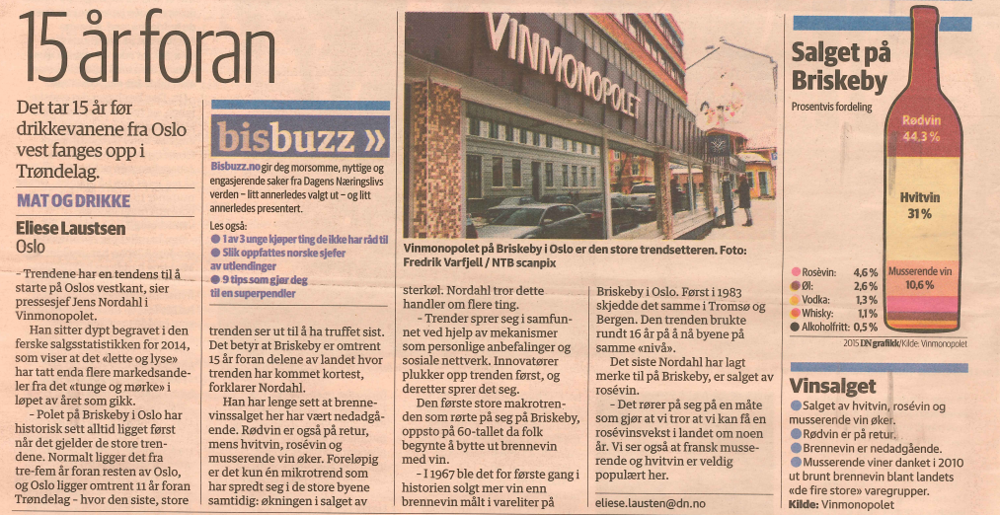 15 år foran
Det tar 15 år før
drikkevanene fra Oslo
vest fanges opp i
Trøndelag.
MAT OG DRIKKE
Eliese Laustsen
Oslo
– Trendene har en tendens til å
starte på Oslos vestkant, sier
pressesjef Jens Nordahl i
Vinmonopolet.
Han sitter dypt begravet i den
ferske salgsstatistikken for 2014,
som viser at det «lette og lyse»
har tatt enda flere markedsande-
ler fra det «tunge og mørke» i
løpet av året som gikk.
– Polet på Briskeby i Oslo har
historisk sett alltid ligget først
når det gjelder de store tren-
dene. Normalt ligger det fra
tre-fem år foran resten av Oslo,
og Oslo ligger omtrent 11 år foran
Trøndelag – hvor den siste, store
bisbuzz »
Bisbuzz.no gir deg morsomme, nyttige og
engasjerende saker fra Dagens Næringslivs
verden – litt annerledes valgt ut – og litt
annerledes presentert.
Les også:
● 1 av 3 unge kjøper ting de ikke har råd til
● Slik oppfattes norske sjefer
av utlendinger
● 9 tips som gjør deg
til en superpendler
trenden ser ut til å ha truffet sist.
Det betyr at Briskeby er omtrent
15 år foran delene av landet hvor
trenden har kommet kortest,
forklarer Nordahl.
Han har lenge sett at brenne-
vinssalget her har vært nedadgå-
ende. Rødvin er også på retur,
mens hvitvin, rosévin og
musserende vin øker. Foreløpig
er det kun én mikrotrend som
har spredt seg i de store byene
samtidig: økningen i salget av
VINMONOPOLET
Vinmonopolet på Briskeby i Oslo er den store trendsetteren. Foto:
Fredrik Varfjell / NTB scanpix
sterkøl. Nordahl tror dette
handler om flere ting.
– Trender sprer seg i samfun-
net ved hjelp av mekanismer
som personlige anbefalinger og
sosiale nettverk. Innovatører
plukker opp trenden først, og
deretter sprer det seg.
Den første store makrotren-
den som rørte på seg på Briskeby,
oppsto på 60-tallet da folk
begynte å bytte ut brennevin
med vin.
– I 1967 ble det for første gang i
historien solgt mer vin enn
brennevin målt i vareliter på
Briskeby i Oslo. Først i 1983
skjedde det samme i Tromsø og
Bergen. Den trenden brukte
rundt 16 år på å nå byene på
samme «nivå».
Det siste Nordahl har lagt
merke til på Briskeby, er salget av
rosévin.
– Det rører på seg på en måte
som gjør at vi tror at vi kan få en
rosévinsvekst i landet om noen
år. Vi ser også at fransk musse-
rende og hvitvin er veldig
populært her.
eliese.lausten@dn.no
Salget på
Briskeby
Prosentvis fordeling
Rødvin
44,3 %
Hvitvin
31 %
Musserende vin
10,6 %
● Rosèvin: 4,6 %
● Øl: 2,6 %
● Vodka: 1,3 %
● Whisky: 1,1 %
● Alkoholfritt: 0,5 %
2015 DN grafikk/Kilde: Vinmonopolet
Vinsalget
● Salget av hvitvin, rosévin og
musserende vin øker.
● Rødvin er på retur.
● Brennevin er nedadgående.
● Musserende viner danket i 2010
ut brunt brennevin blant landets
«de fire store» varegrupper.
Kilde: Vinmonopolet